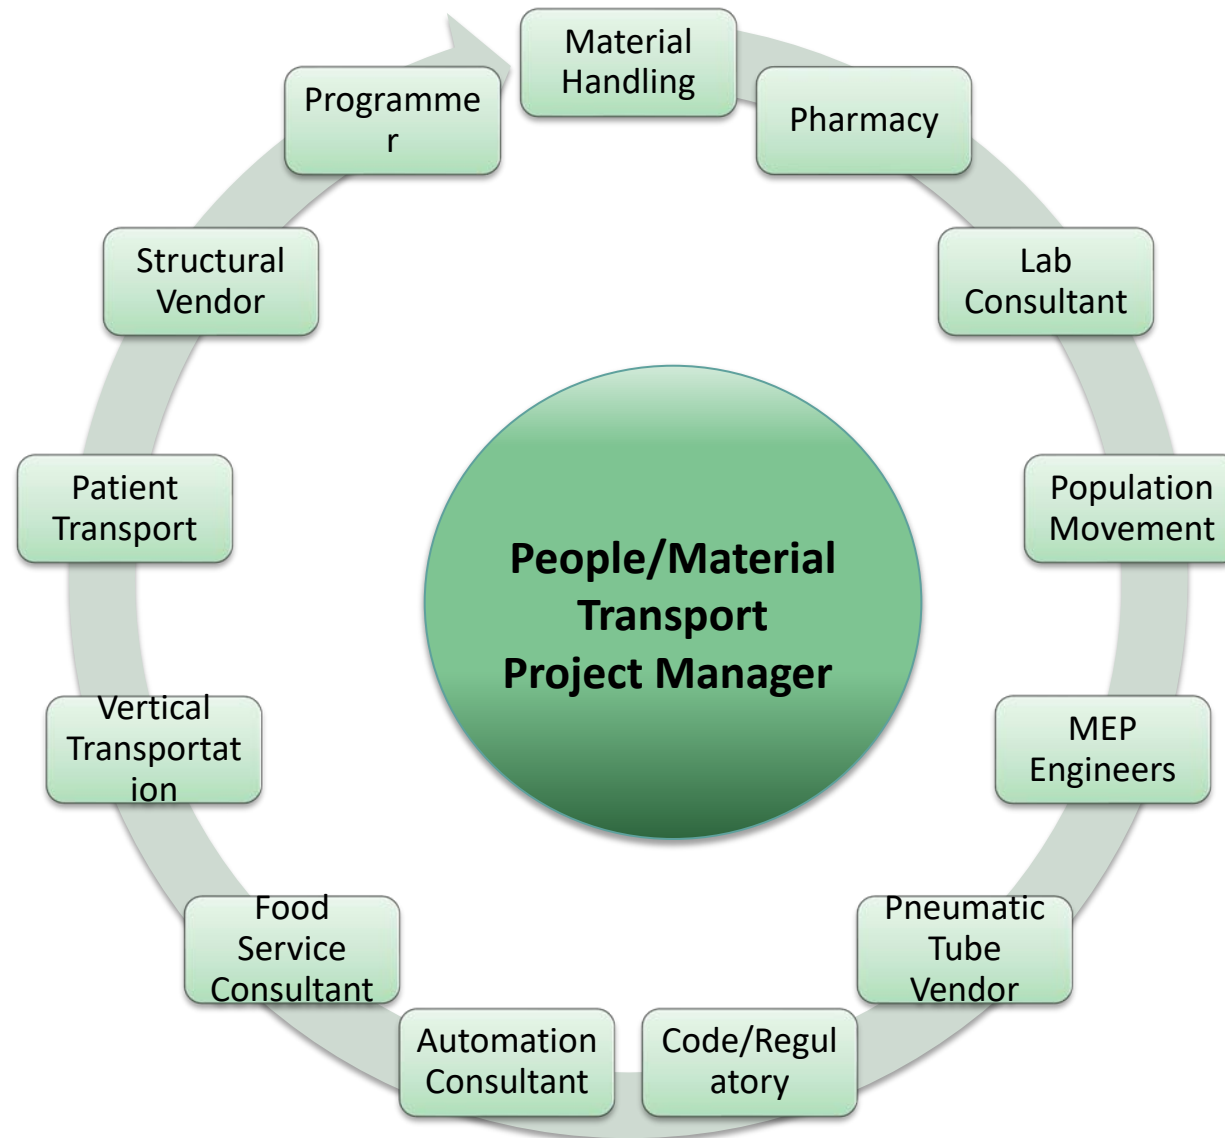 Material
Handling
Pharmacy
Lab
Consultant
Population
Movement
MEP
Engineers
Pneumatic
Tube
Vendor
Code/Regul
atory
Automation
Consultant
Food
Service
Consultant
Vertical
Transportat
ion
Patient
Transport
Structural
Vendor
Programme
r
People/Material
Transport
Project Manager